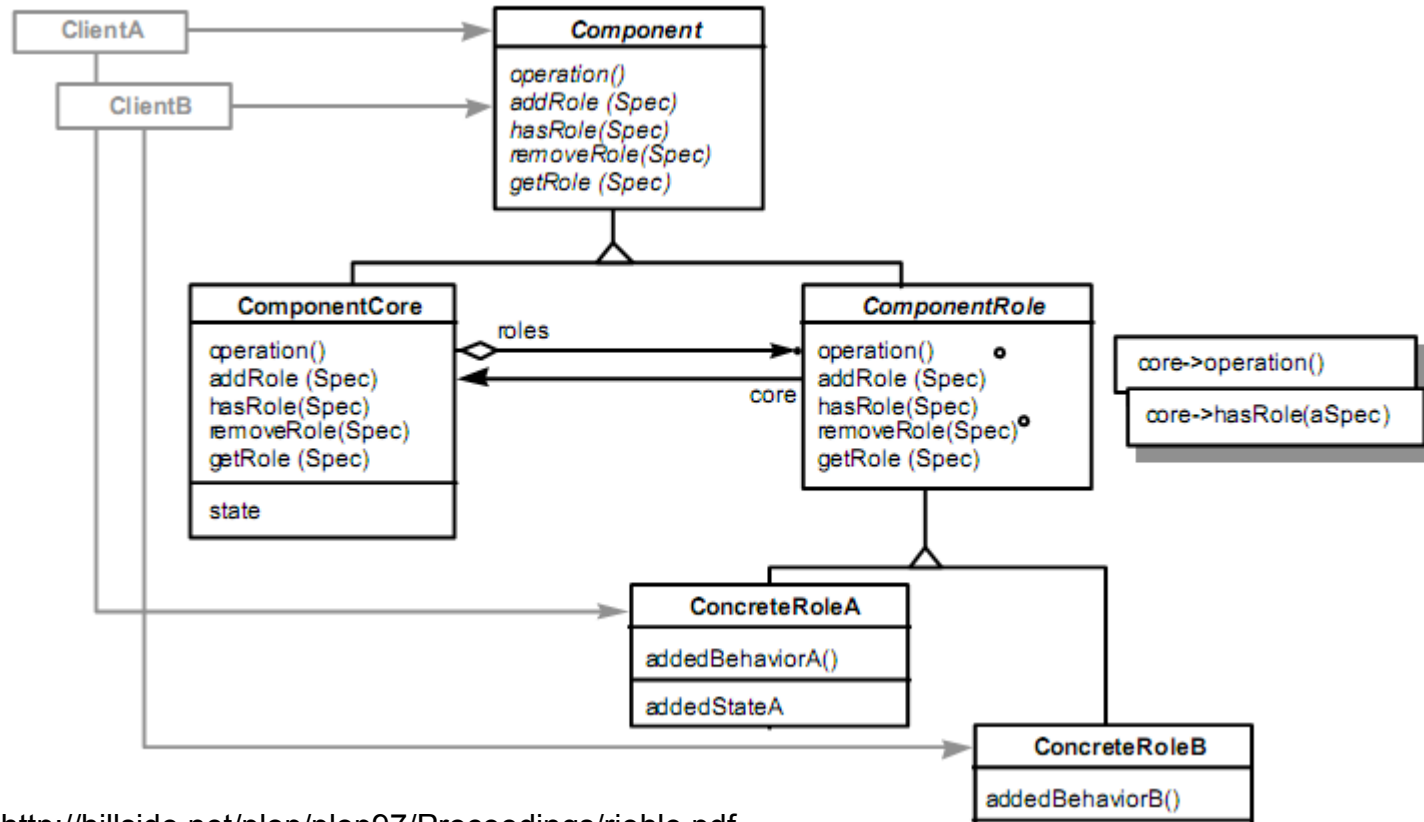 ClientA
ClientB
Component
operation()
addRole (Spec)
hasRole(Spec)
removeRole(Spec)
getRole (Spec)
ComponentCore
operation()
addRole (Spec)
hasRole(Spec)
removeRole(Spec)
getRole (Spec)
state
roles
core
ComponentRole
operation()
addRole (Spec)
hasRole(Spec)
removeRole(Spec)
getRole (Spec)
core->operation()
core->hasRole(aSpec)
ConcreteRoleA
addedBehaviorA()
addedStateA
ConcreteRoleB
addedBehaviorB()